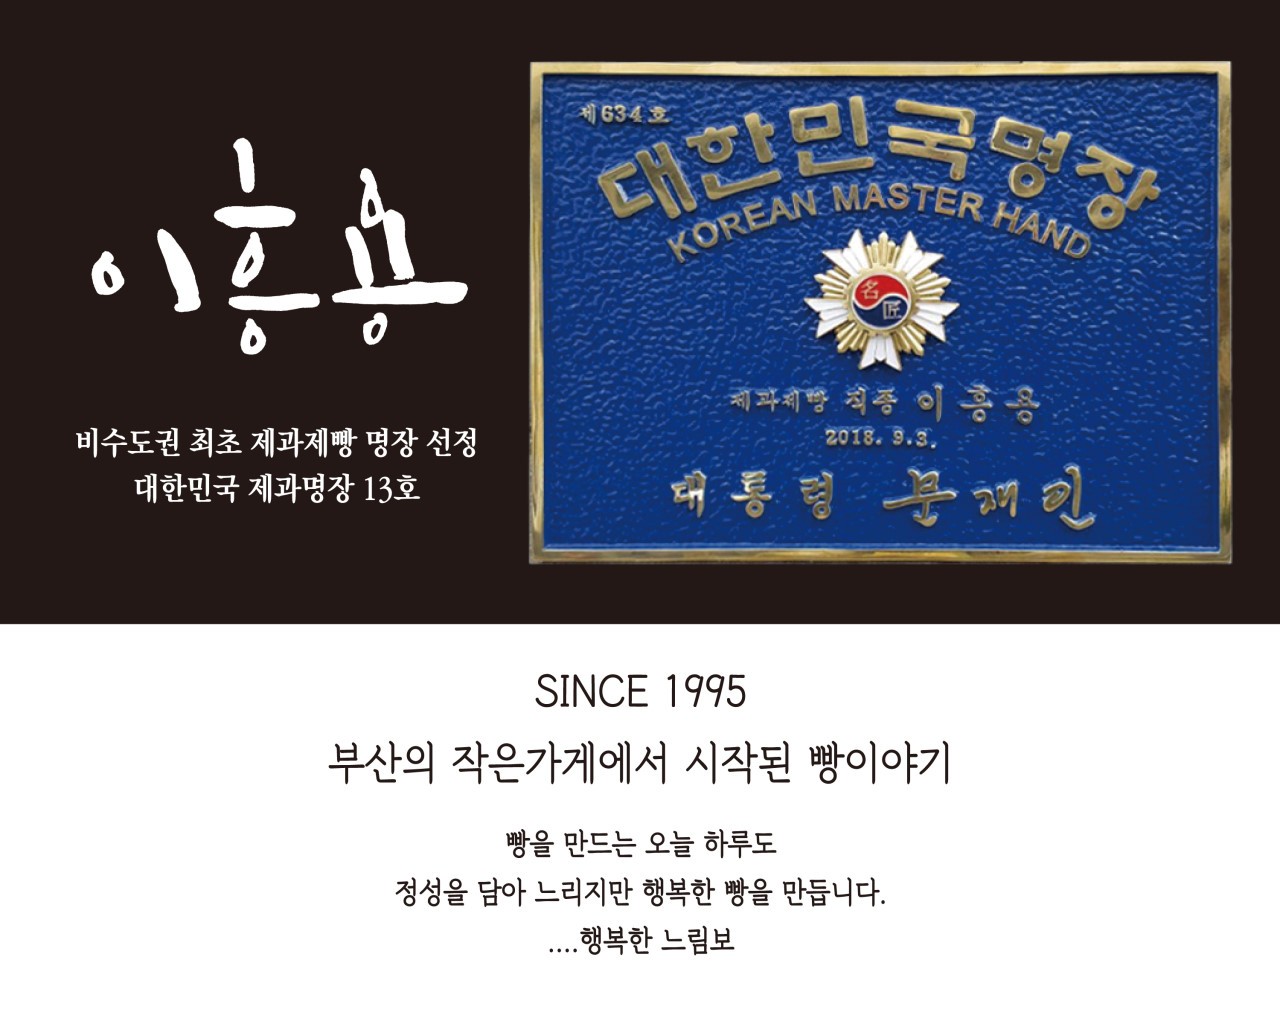 이흥용
비수도권 최초 제과제빵 명장 선정
대한민국 제과명장 13호
제634호
대한민국명장
KOREAN MASTER HAND
名
匠
제과제빵 직종 이흥용
2018. 9.3.
대통령 문재인
SINCE 1995
부산의 작은가게에서 시작된 빵이야기
빵을 만드는 오늘 하루도
정성을 담아 느리지만 행복한 빵을 만듭니다.
....행복한 느림보